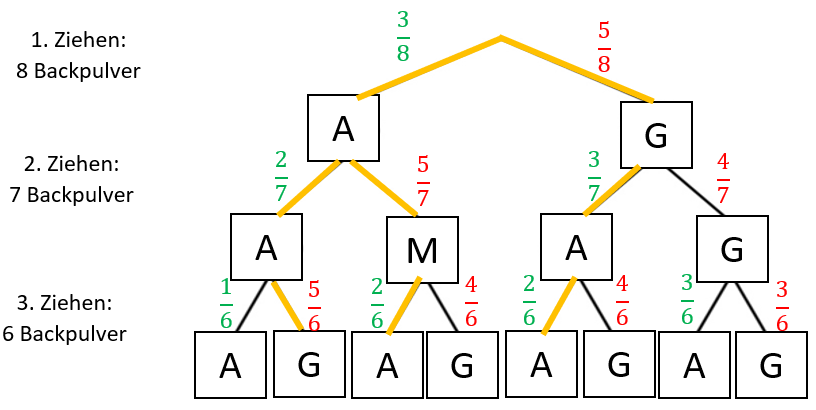 3/8
5/8
1. Ziehen:
8 Backpulver
A
G
2. Ziehen:
7 Backpulver
2/7
5/7
3/7
4/7
A
M
A
G
3. Ziehen:
6 Backpulver
1/6
5/6
2/6
4/6
2/6
4/6
3/6
3/6
A
G
A
G
A
G
A
G